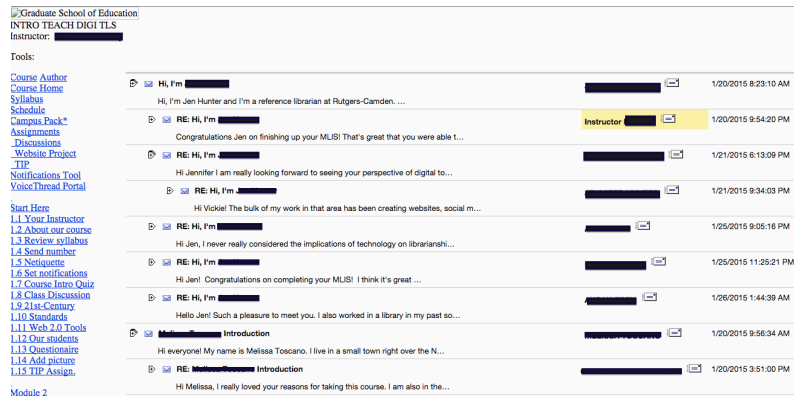 Graduate School of Education
INTRO TEACH DIGI TLS
Instructor:
Tools:
Course Author
Course Home
Syllabus
Schedule
Campus Pack*
Assignments
Discussions
Website Project
TIP
Notifications Tool
VoiceThread Portal
Start Here
1.1 Your Instructor
1.2 About our course
1.3 Review syllabus
1.4 Send number
1.5 Netiquette
1.6 Set notifications
1.7 Course Intro Quiz
1.8 Class Discussion
1.9 21st-Century
1.10 Standards
1.11 Web 2.0 Tools
1.12 Our students
1.13 Questionaire
1.14 Add picture
1.15 TIP Assign.
Module 2
Hi, I'm 1/20/2015 8:23:10 AM
Hi, I'm Jen Hunter and I'm a reference librarian at Rutgers-Camden. ...
RE: Hi, I'm Instructor 1/20/2015 9:54:20 PM
Congratulations Jen on finishing up your MLIS! That's great that you were able t...
RE: Hi, I'm 1/21/2015 6:13:09 PM
Hi Jennifer I am really looking forward to seeing your perspective of digital to...
RE: Hi, I'm 1/21/2015 9:34:03 PM
Hi Vickie! The bulk of my work in that area has been creating websites, social m...
RE: Hi, I'm 1/25/2015 9:05:16 PM
Hi Jen, I never really considered the implications of technology on librarianshi...
RE: Hi, I'm 1/25/2015 11:25:21 PM
Hi Jen! Congratulations on completing your MLIS! I think it's great ...
RE: Hi, I'm 1/26/2015 1:44:39 AM
Hello Jen! Such a pleasure to meet you. I also worked in a library in my past so...
Introduction 1/20/2015 9:56:34 AM
Hi everyone! My name is Melissa Toscano. I live in a small town right over the N...
RE: Introduction 1/20/2015 3:51:00 PM
Hi Melissa, I really loved your reasons for taking this course. I am also in the...